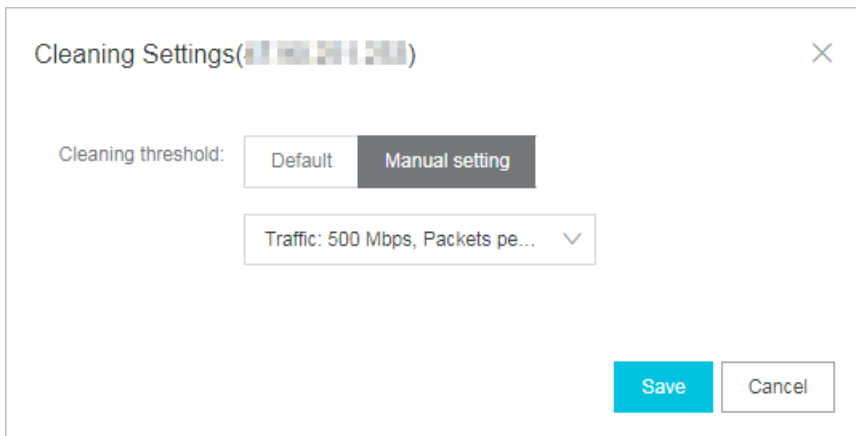 Cleaning Settings( )
Cleaning threshold:
Default
Manual setting
Traffic: 500 Mbps, Packets pe...
Save
Cancel